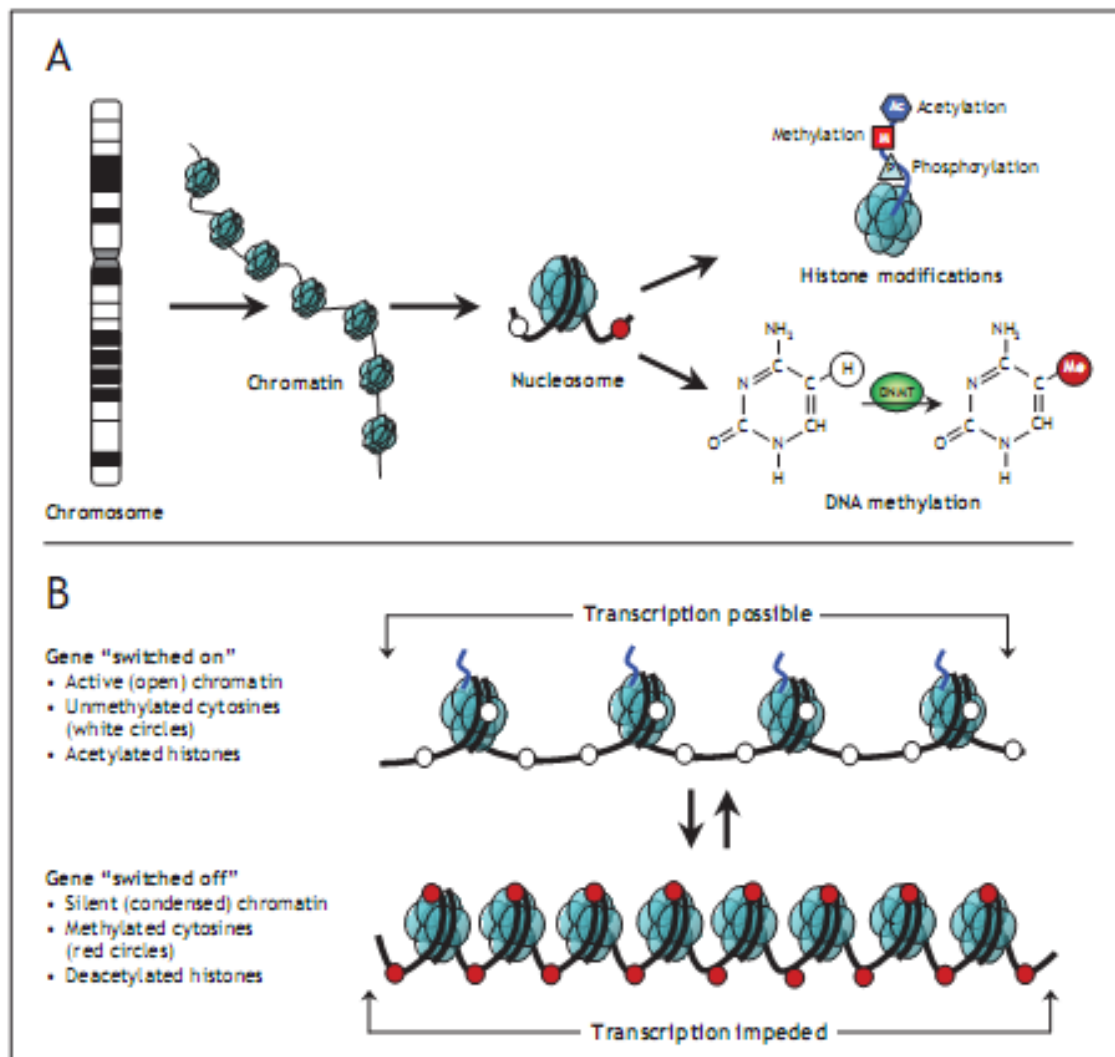 A
Ac
Acetylation
Methylation
M
P
Phosphorylation
Histone modifications
Chromatin
Nucleosome
Chromosome
NH₂
H
N
C
C
DNMT
C
CH
O
N
H
NH₂
Me
N
C
C
C
CH
O
N
H
DNA methylation
B
Transcription possible
Gene “switched on”
• Active (open) chromatin
• Unmethylated cytosines
(white circles)
• Acetylated histones
Gene “switched off”
• Silent (condensed) chromatin
• Methylated cytosines
(red circles)
• Deacetylated histones
Transcription impeded